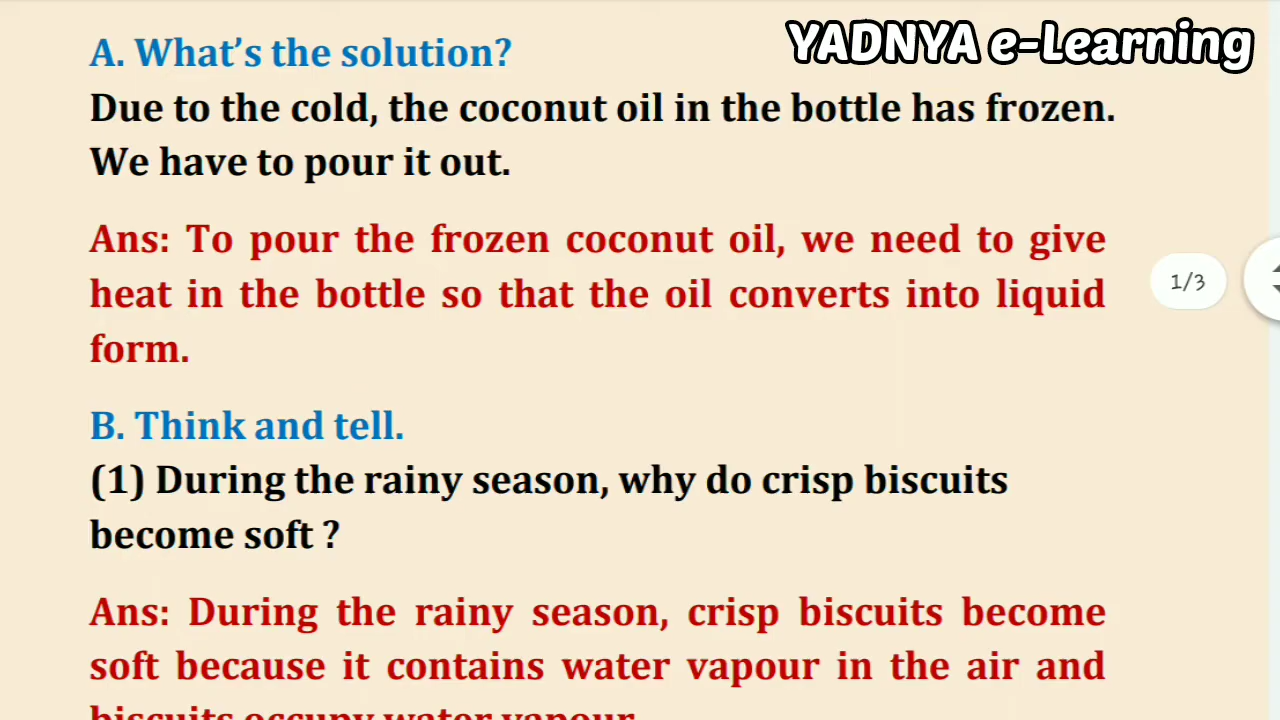 YADNYA e-Learning
A. What's the solution?
Due to the cold, the coconut oil in the bottle has frozen.
We have to pour it out.
Ans: To pour the frozen coconut oil, we need to give
heat in the bottle so that the oil converts into liquid
form.
1/3
B. Think and tell.
(1) During the rainy season, why do crisp biscuits
become soft ?
Ans: During the rainy season, crisp biscuits become
soft because it contains water vapour in the air and
biscuits occupy water vapour.